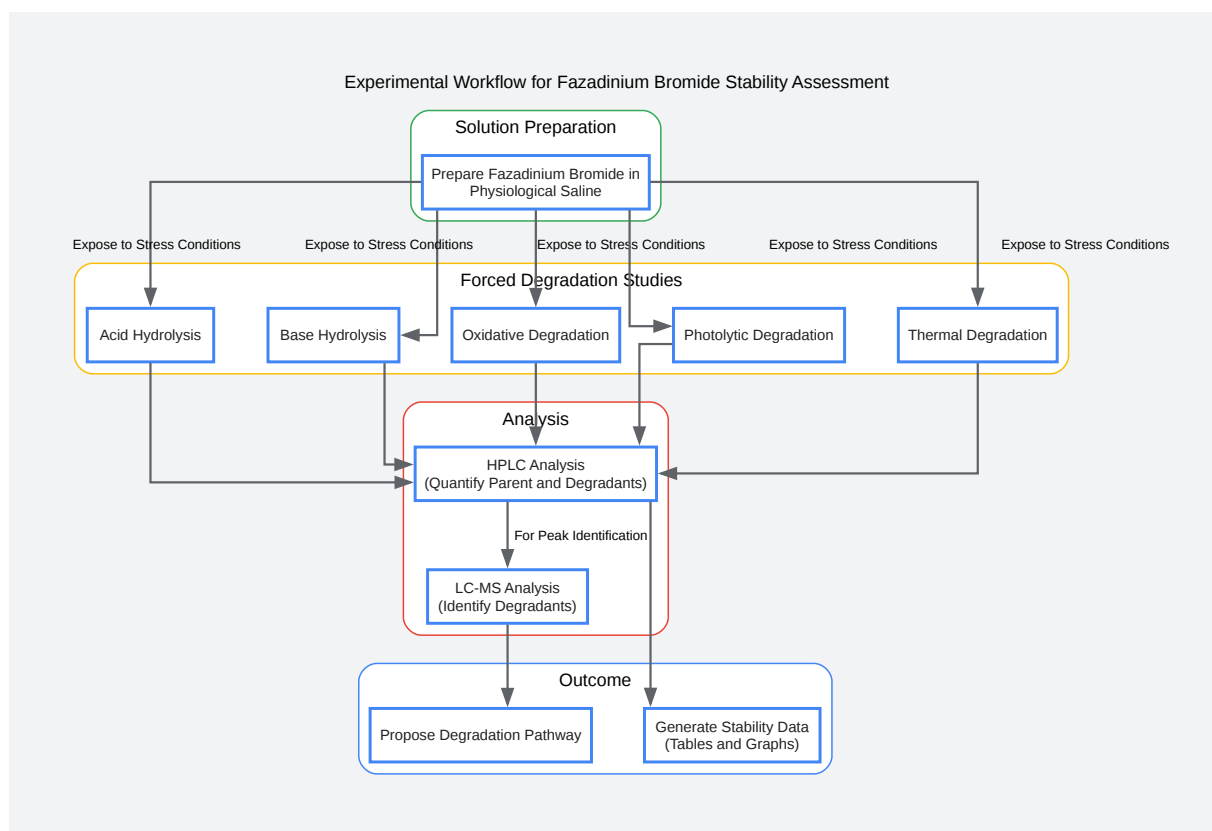 Experimental Workflow for Fazadinium Bromide Stability Assessment
Solution Preparation
Prepare Fazadinium Bromide in
Physiological Saline
Expose to Stress Conditions
Expose to Stress Conditions
Expose to Stress Conditions
Expose to Stress Conditions
Expose to Stress Conditions
Forced Degradation Studies
Acid Hydrolysis
Base Hydrolysis
Oxidative Degradation
Photolytic Degradation
Thermal Degradation
Analysis
HPLC Analysis
(Quantify Parent and Degradants)
For Peak Identification
LC-MS Analysis
(Identify Degradants)
Outcome
Propose Degradation Pathway
Generate Stability Data
(Tables and Graphs)